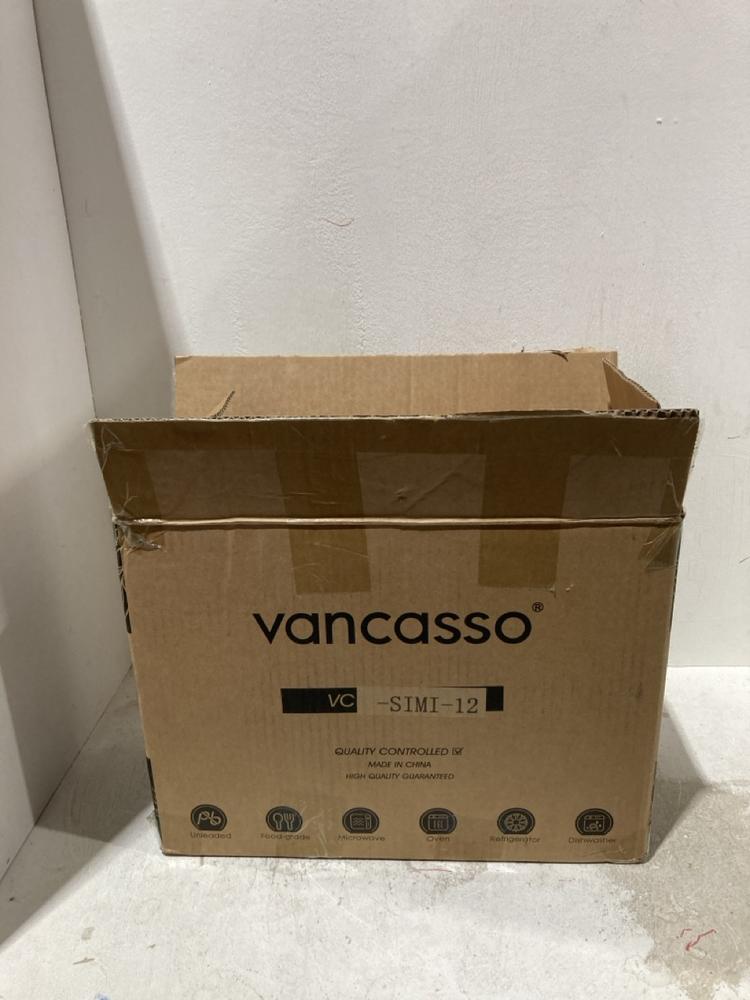 vancasso®
VC -SIMI-12
QUALITY CONTROLLED ☑
MADE IN CHINA
HIGH QUALITY GUARANTEED
Pb
Unleaded Food-grade Microwave Oven Refrigerator Dishwasher